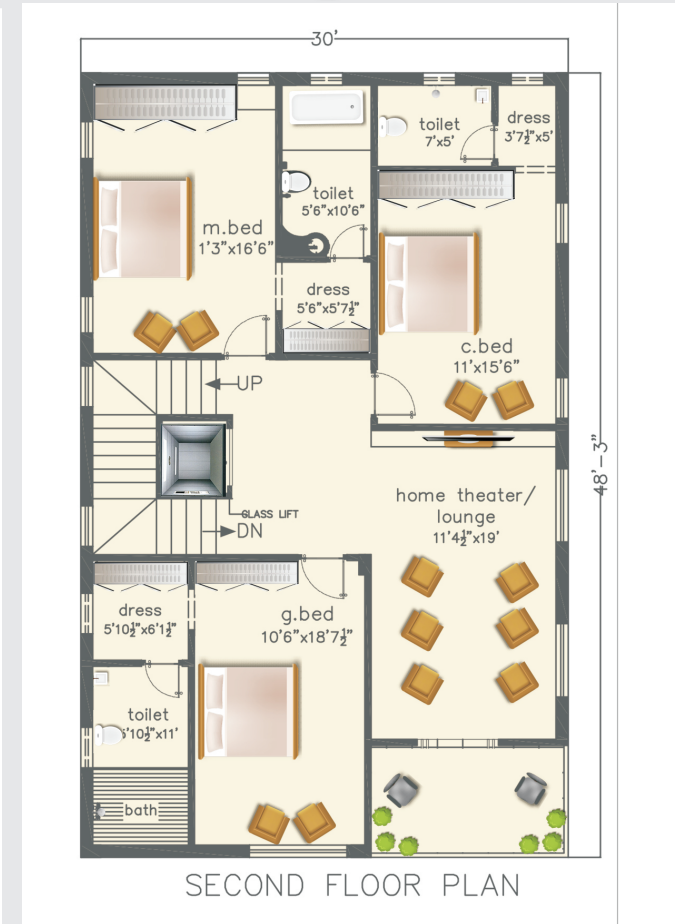 30'
toilet
7'x5'
dress
3'7½"x5'
toilet
5'6"x10'6"
m.bed
1'3"x16'6"
dress
5'6"x5'7½"
c.bed
11'x15'6"
UP
48'-3"
GLASS LIFT
DN
home theater/
lounge
11'4½"x19'
dress
5'10½"x6'1½"
g.bed
10'6"x18'7½"
toilet
'10½"x11'
bath
SECOND FLOOR PLAN